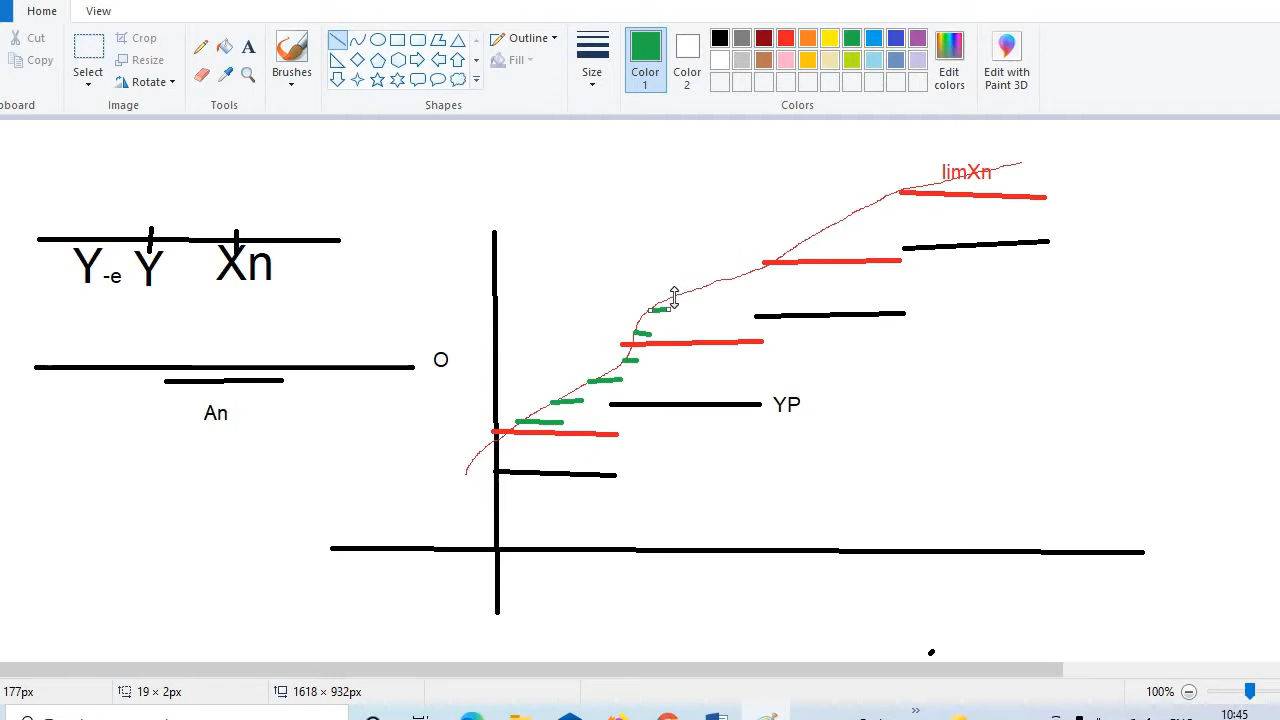 Home View
Cut
Copy
Select
Crop
Resize
Rotate
Brushes
Outline
Fill
Size
Color 1
Color 2
Edit colors
Edit with Paint 3D
oboard
Image
Tools
Shapes
Colors
limXn
Y-e Y Xn
O
An
YP
177px
19 × 2px
1618 × 932px
100%
10:45